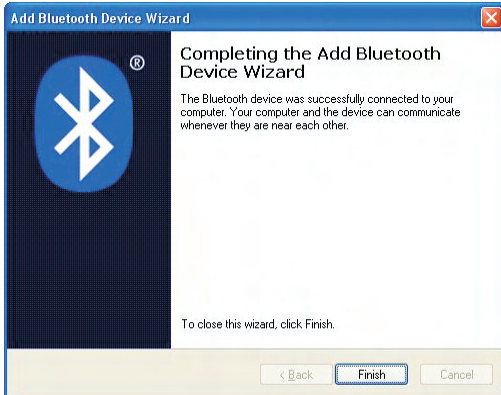 Add Bluetooth Device Wizard
®
Completing the Add Bluetooth
Device Wizard
The Bluetooth device was successfully connected to your
computer. Your computer and the device can communicate
whenever they are near each other.
To close this wizard, click Finish.
< Back Finish Cancel